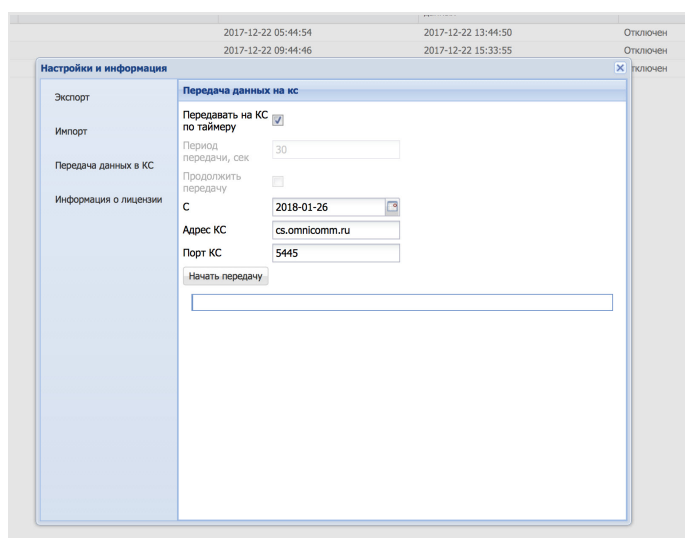 2017-12-22 05:44:54 2017-12-22 13:44:50 Отключен
2017-12-22 09:44:46 2017-12-22 15:33:55 Отключен
Настройки и информация тключен
Экспорт
Импорт
Передача данных в КС
Информация о лицензии
Передача данных на кс
Передавать на КС
по таймеру
Период
передачи, сек
30
Продолжить
передачу
С
2018-01-26
Адрес КС
cs.omnicomm.ru
Порт КС
5445
Начать передачу